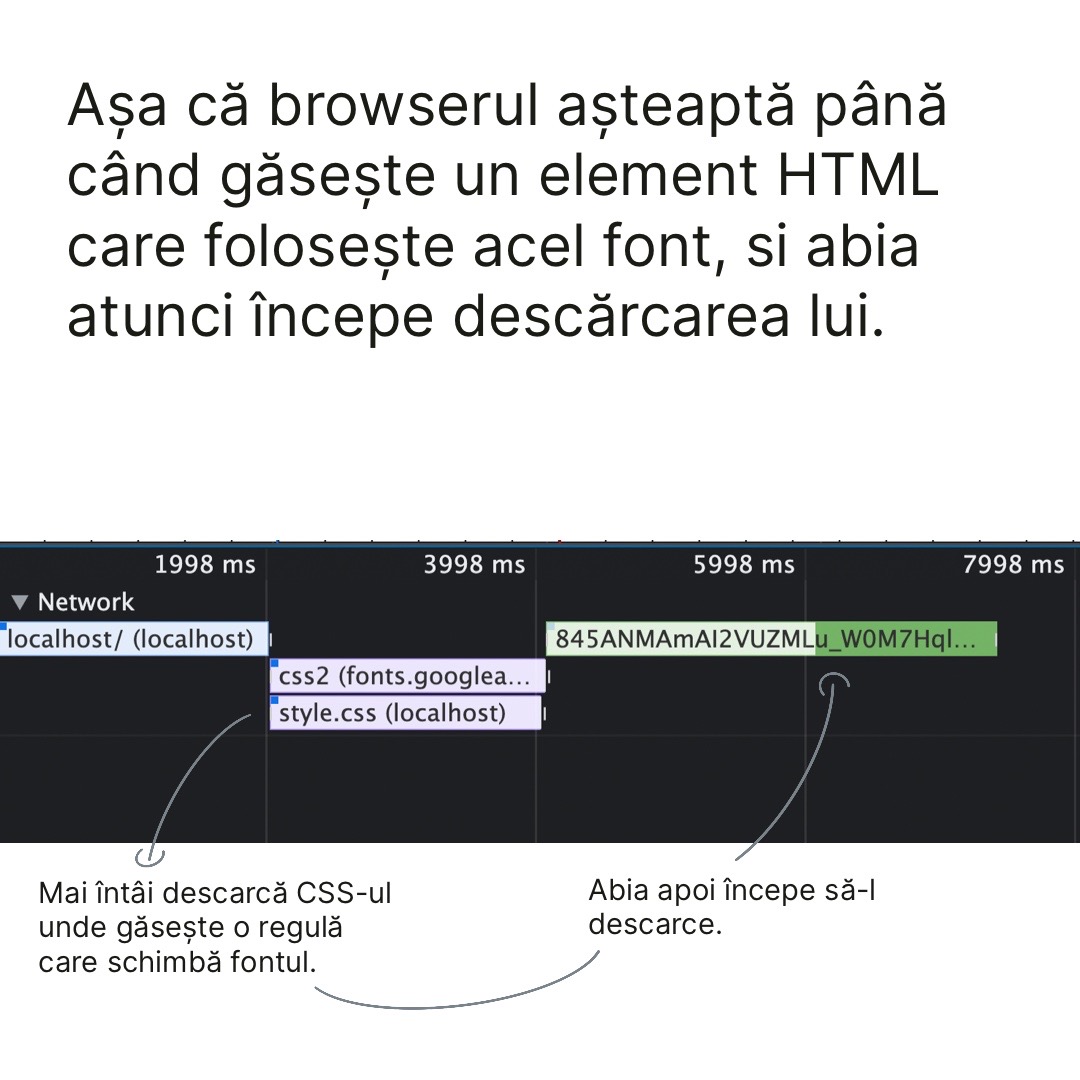 Așa că browserul așteaptă până
când găsește un element HTML
care folosește acel font, si abia
atunci începe descărcarea lui.
1998 ms 3998 ms 5998 ms 7998 ms
Network
localhost/ (localhost) 845ANMAmAI2VUZMLu_W0M7HqI...
css2 (fonts.googlea...
style.css (localhost)
Mai întâi descarcă CSS-ul
unde găsește o regulă
care schimbă fontul.
Abia apoi începe să-l
descarce.